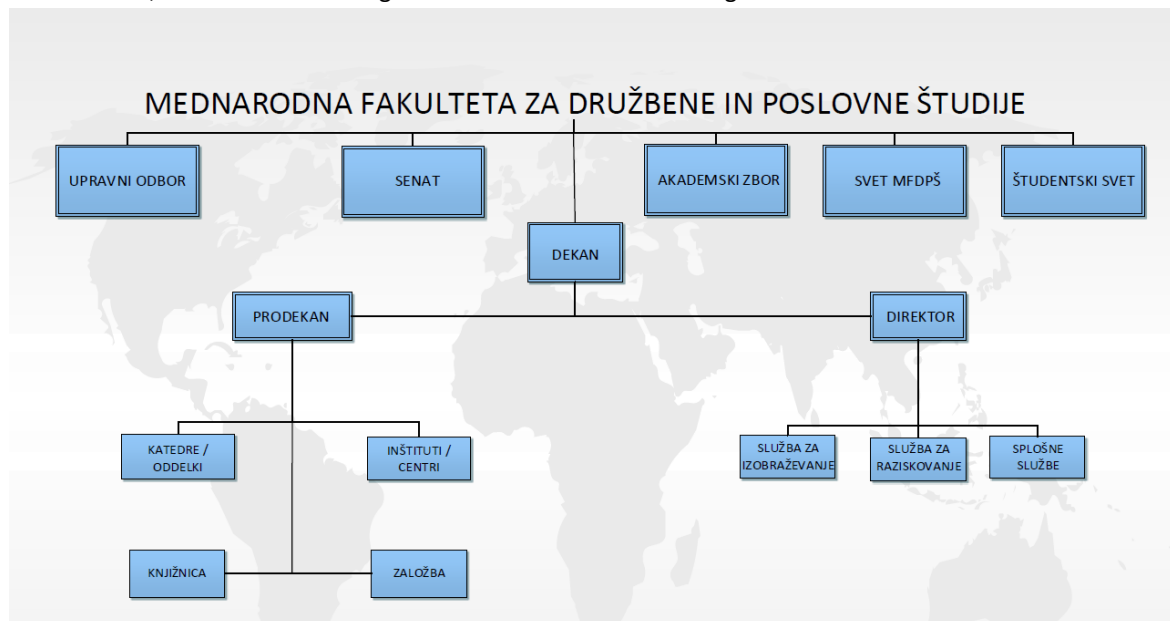 MEDNARODNA FAKULTETA ZA DRUŽBENE IN POSLOVNE ŠTUDIJE
UPRAVNI ODBOR
SENAT
AKADEMSKI ZBOR
SVET MFDPŠ
ŠTUDENTSKI SVET
DEKAN
PRODEKAN
DIREKTOR
KATEDRE /
ODDELKI
INŠTITUTI /
CENTRI
SLUŽBA ZA
IZOBRAŽEVANJE
SLUŽBA ZA
RAZISKOVANJE
SPLOŠNE
SLUŽBE
KNJIŽNICA
ZALOŽBA